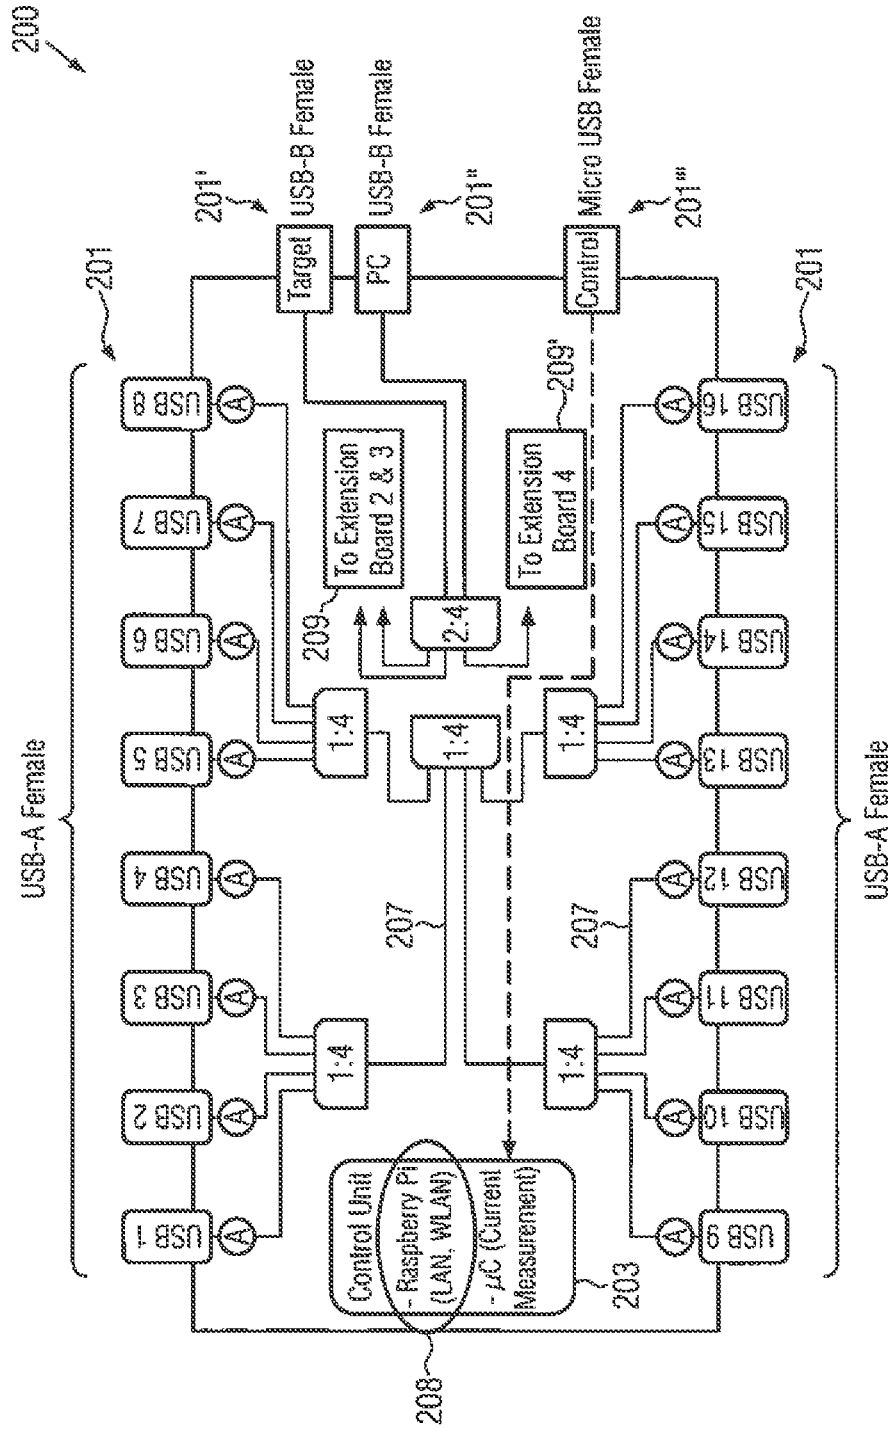 200
USB-A Female
201
USB 1
USB 2
USB 3
USB 4
USB 5
USB 6
USB 7
USB 8
A
A
A
A
A
A
A
A
201'
Target
USB-B Female
PC
USB-B Female
201"
Control
Micro USB Female
201'''
1:4
1:4
To Extension
Board 2 & 3
209
2:4
1:4
To Extension
Board 4
209'
207
207
Control Unit
- Raspberry Pi
(LAN, WLAN)
- µC (Current
Measurement)
203
208
1:4
1:4
A
A
A
A
A
A
A
A
USB 9
USB 10
USB 11
USB 12
USB 13
USB 14
USB 15
USB 16
201
USB-A Female